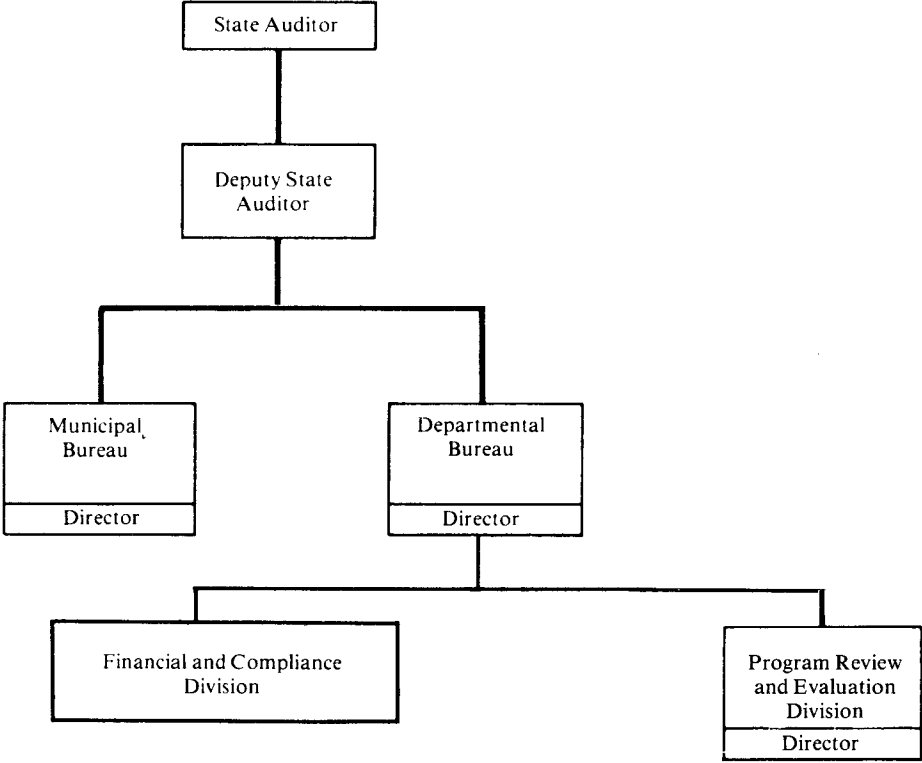 State Auditor
Deputy State
Auditor
Municipal
Bureau
Director
Departmental
Bureau
Director
Financial and Compliance
Division
Program Review
and Evaluation
Division
Director